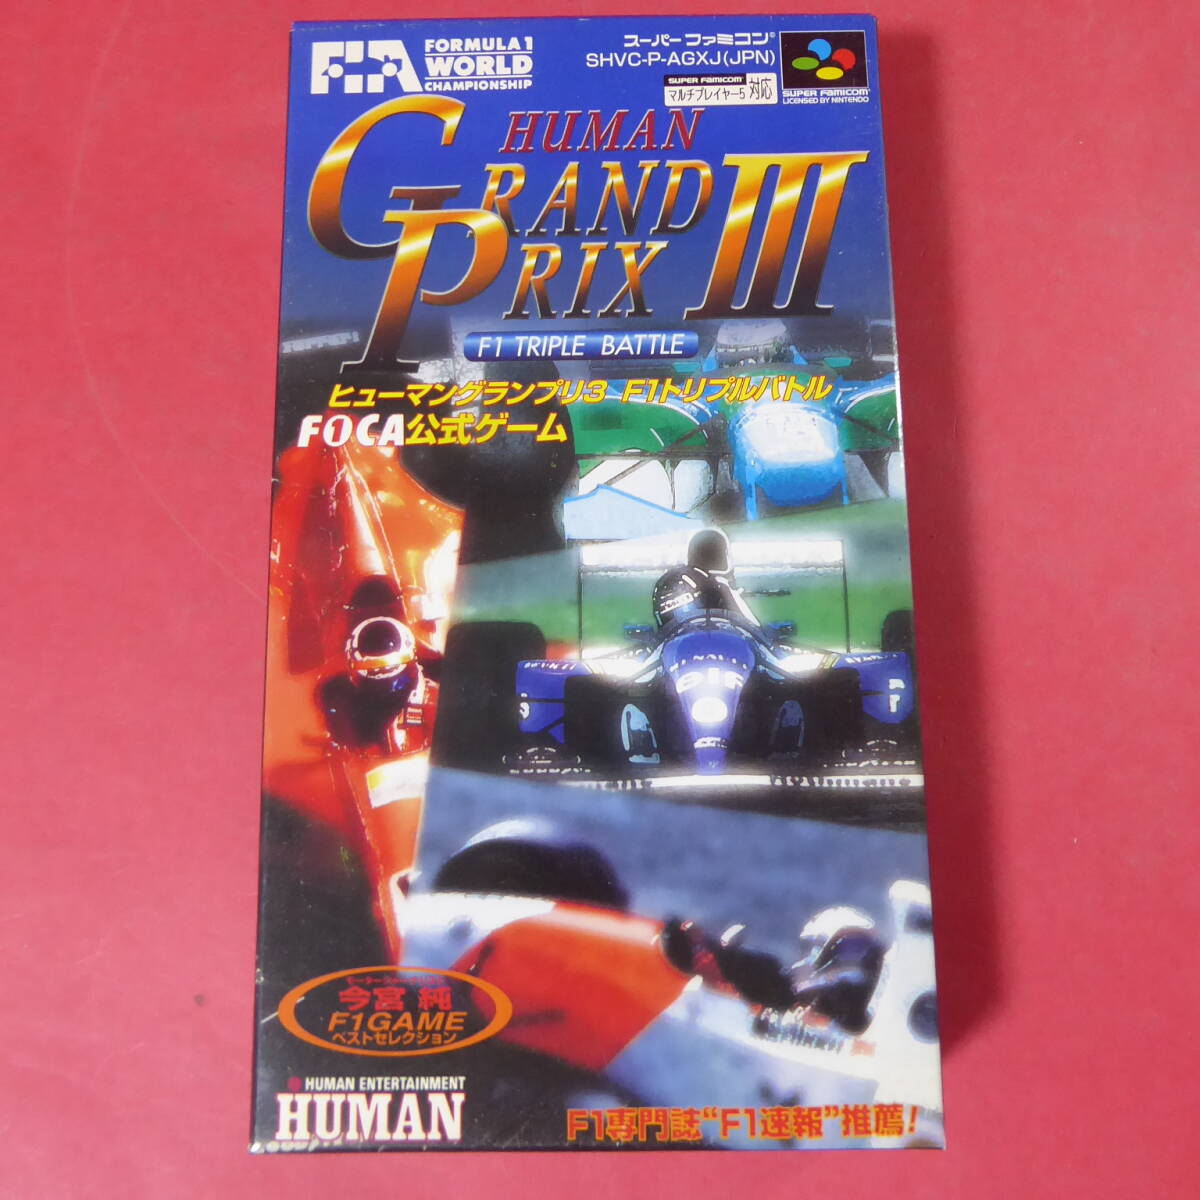 FIA
FORMULA 1
WORLD
CHAMPIONSHIP
スーパーファミコン®
SHVC-P-AGXJ(JPN)
SUPER FAMICOM
マルチプレイヤー5 対応
SUPER FAMICOM
LICENSED BY NINTENDO
HUMAN
GRAND
PRIX III
F1 TRIPLE BATTLE
ヒューマングランプリ3 F1トリプルバトル
FOCA公式ゲーム
RENAULT
elf
今宮 純
F1GAME
ベストセレクション
HUMAN ENTERTAINMENT
HUMAN
F1専門誌“F1速報”推薦!